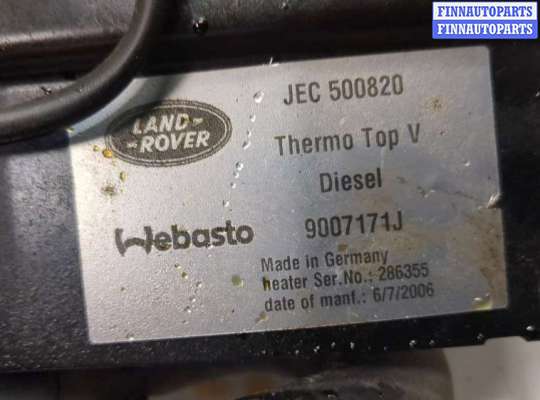 FINNAUTOPARTS
FINNAUTOPARTS
JEC 500820
LAND-
-ROVER
Thermo Top V
Diesel
Webasto
9007171J
Made in Germany
heater Ser.No.: 286355
date of manf.: 6/7/2006